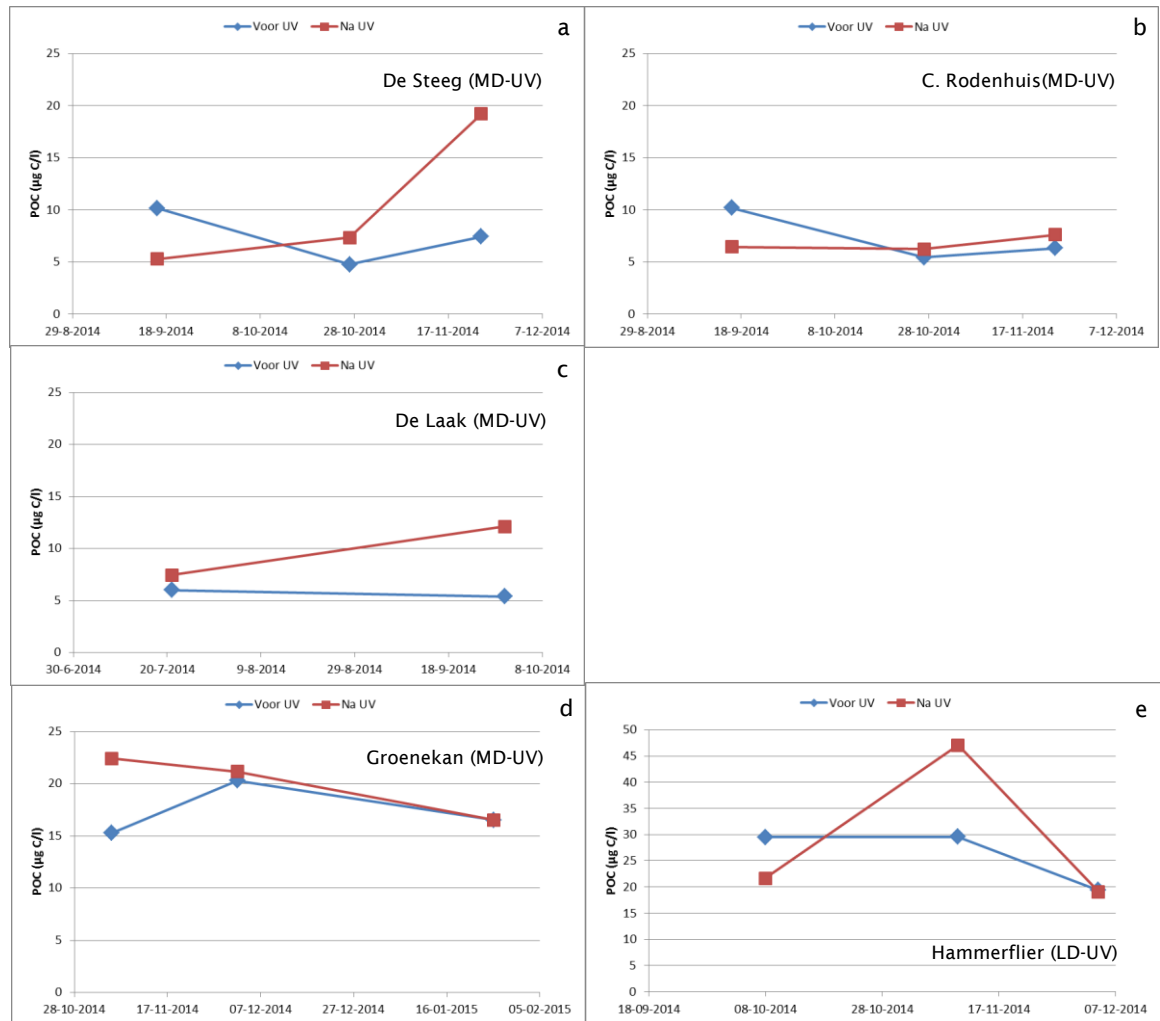 Voor UV Na UV
a
De Steeg (MD-UV)
POC (µg C/l)
25
20
15
10
5
0
29-8-2014 18-9-2014 8-10-2014 28-10-2014 17-11-2014 7-12-2014
Voor UV Na UV
b
C. Rodenhuis(MD-UV)
POC (µg C/l)
25
20
15
10
5
0
29-8-2014 18-9-2014 8-10-2014 28-10-2014 17-11-2014 7-12-2014
Voor UV Na UV
c
De Laak (MD-UV)
POC (µg C/l)
25
20
15
10
5
0
30-6-2014 20-7-2014 9-8-2014 29-8-2014 18-9-2014 8-10-2014
Voor UV Na UV
d
Groenekan (MD-UV)
POC (µg C/l)
25
20
15
10
5
0
28-10-2014 17-11-2014 07-12-2014 27-12-2014 16-01-2015 05-02-2015
Voor UV Na UV
e
POC (µg C/l)
50
45
40
35
30
25
20
15
10
5
0
Hammerflier (LD-UV)
18-09-2014 08-10-2014 28-10-2014 17-11-2014 07-12-2014